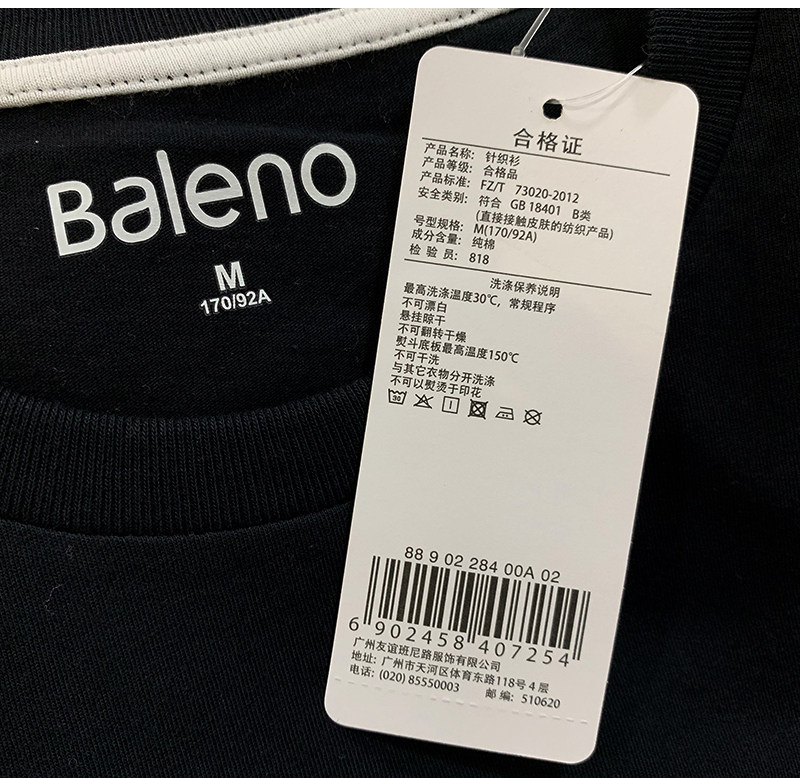 Baleno
M
170/92A
合格证
产品名称: 针织衫
产品等级: 合格品
产品标准: FZ/T 73020-2012
安全类别: 符合 GB 18401 B类
(直接接触皮肤的纺织产品)
号型规格: M(170/92A)
成分含量: 纯棉
检 验 员: 818
洗涤保养说明
最高洗涤温度30℃, 常规程序
不可漂白
悬挂晾干
不可翻转干燥
熨斗底板最高温度150℃
不可干洗
与其它衣物分开洗涤
不可以熨烫于印花
30
88 9 02 284 00A 02
6 902458 407254
广州友谊班尼路服饰有限公司
地址: 广州市天河区体育东路118号4层
电话: (020) 85550003 邮 编: 510620